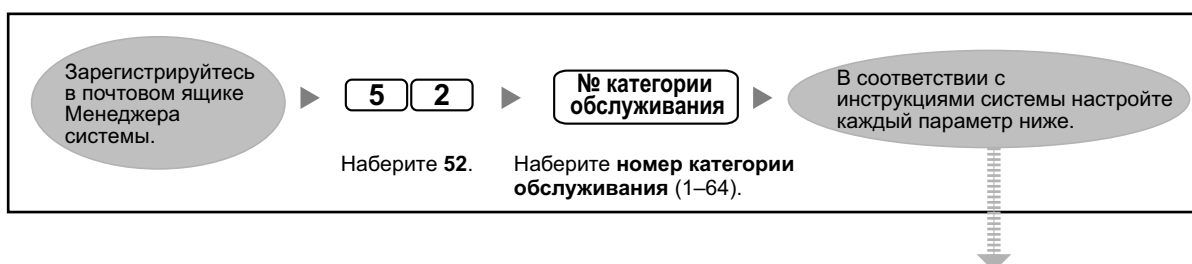 Зарегистрируйтесь
в почтовом ящике
Менеджера
системы.
5 2
Наберите 52.
№ категории
обслуживания
Наберите номер категории
обслуживания (1–64).
В соответствии с
инструкциями системы настройте
каждый параметр ниже.